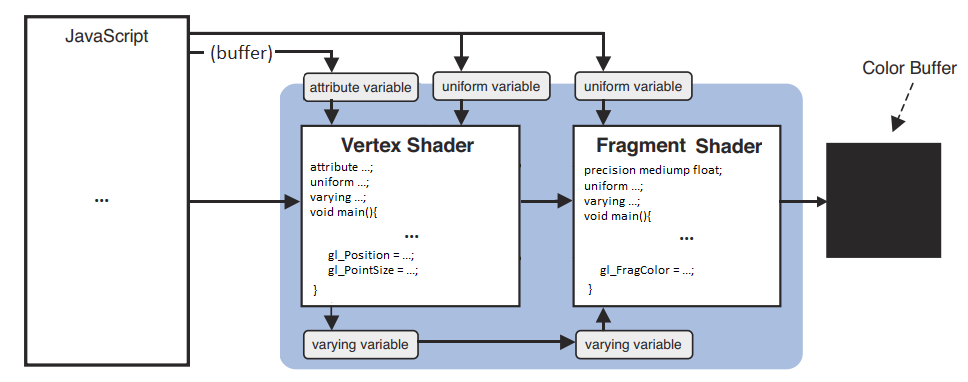 JavaScript
(buffer)
Color Buffer
attribute variable
uniform variable
uniform variable
Vertex Shader
attribute ...;
uniform ...;
varying ...;
void main(){
...
gl_Position = ...;
gl_PointSize = ...;
}
Fragment Shader
precision mediump float;
uniform ...;
varying ...;
void main(){
...
gl_FragColor = ...;
}
...
varying variable
varying variable